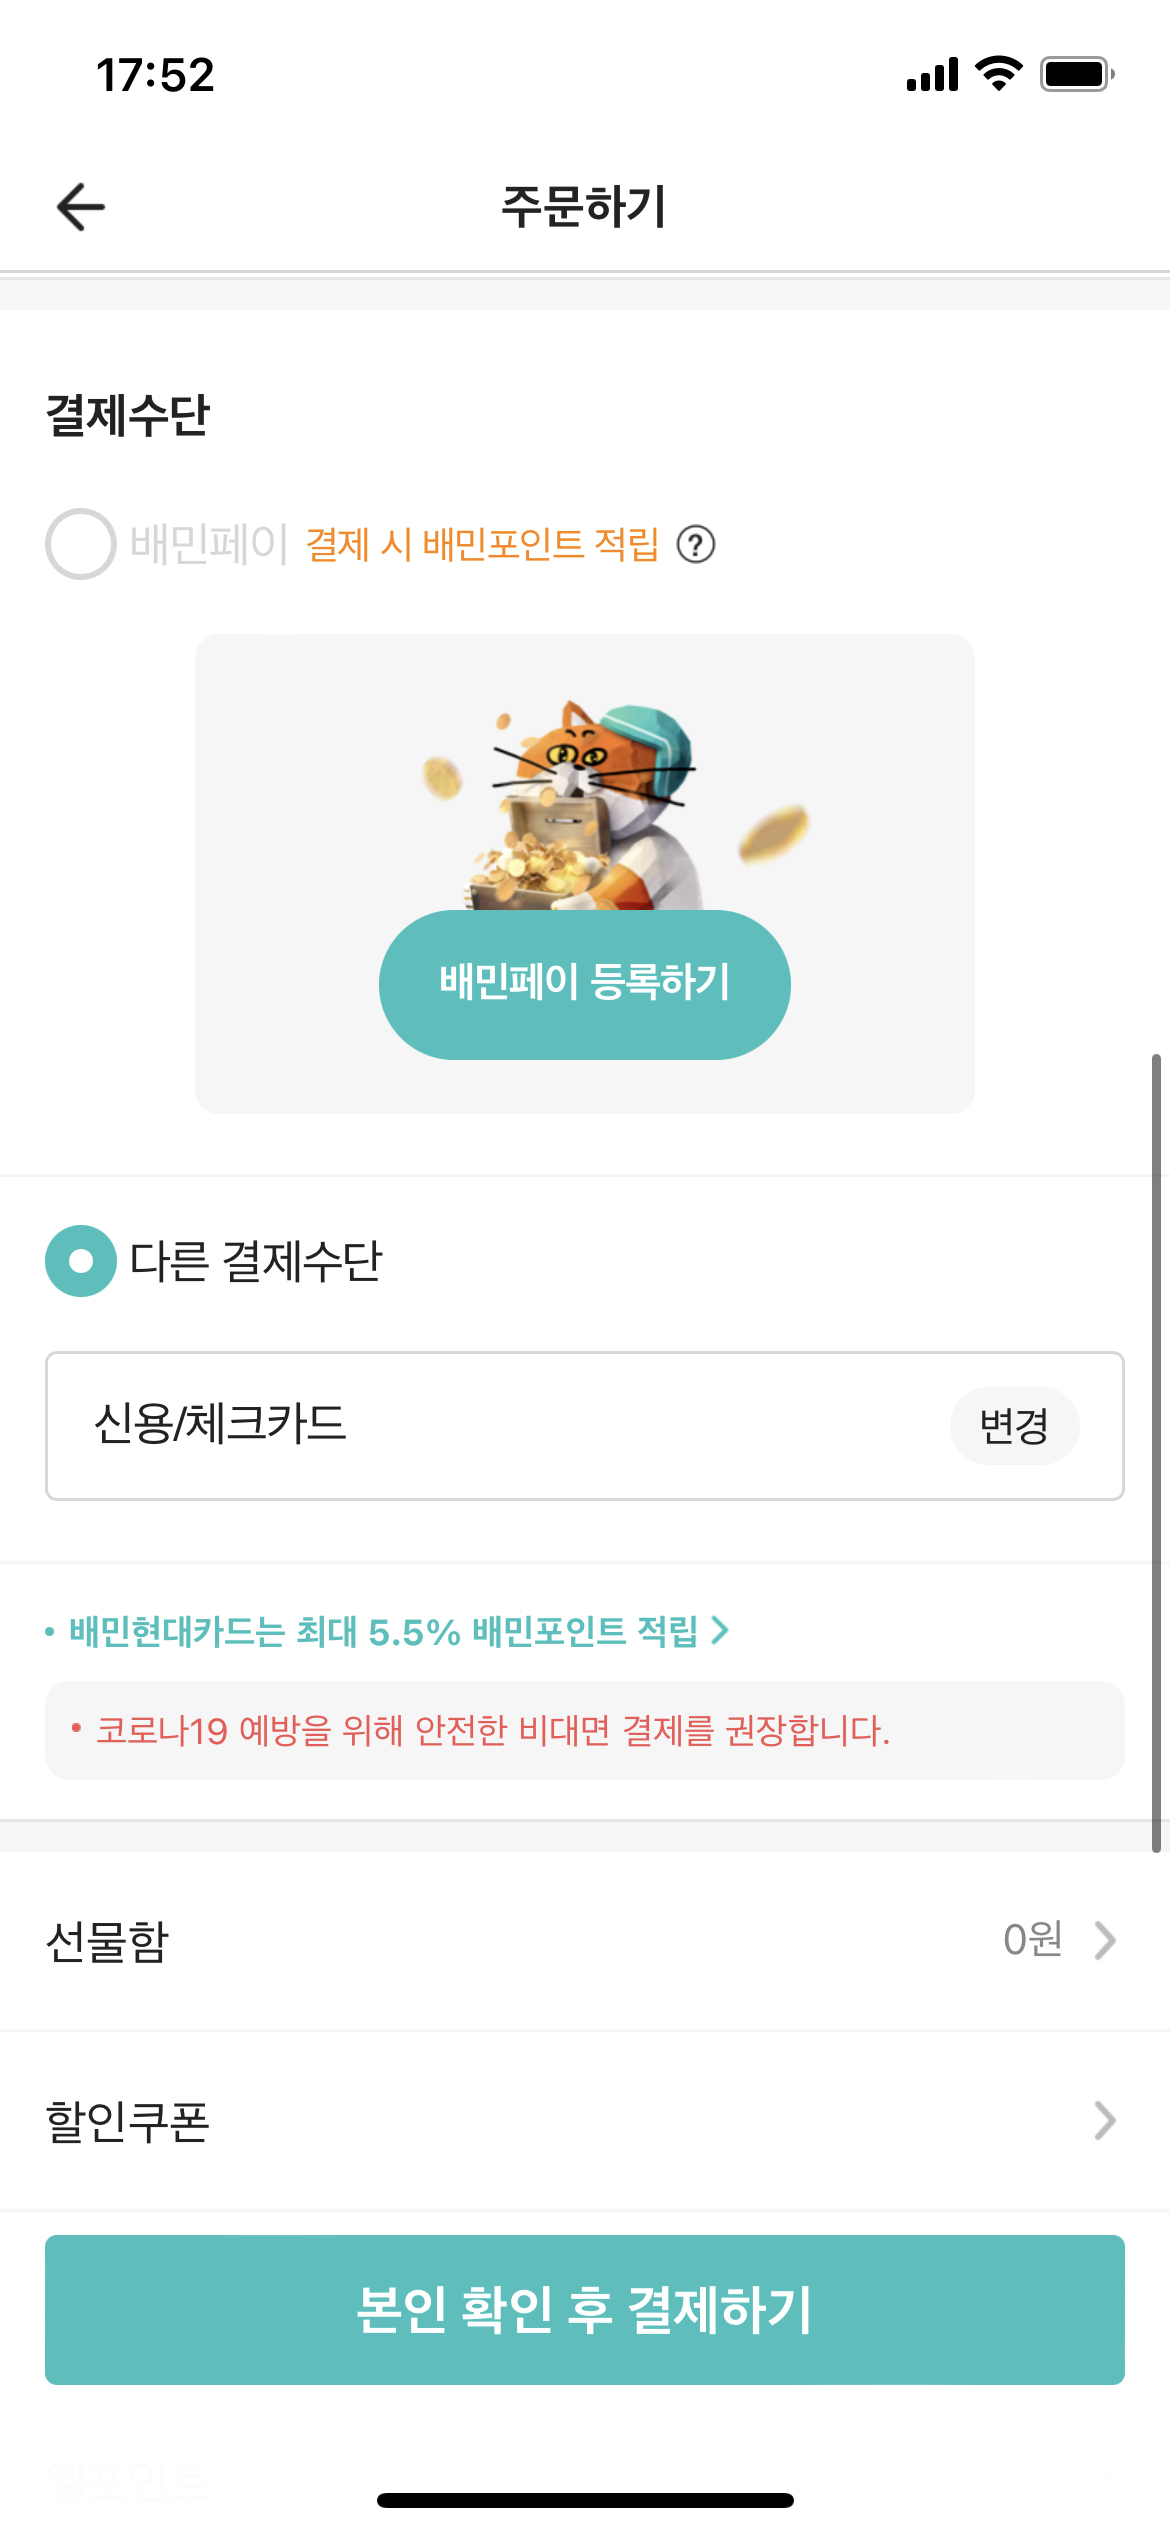 17:52
주문하기
결제수단
배민페이 결제 시 배민포인트 적립 ?
배민페이 등록하기
다른 결제수단
신용/체크카드
변경
• 배민현대카드는 최대 5.5% 배민포인트 적립 >
• 코로나19 예방을 위해 안전한 비대면 결제를 권장합니다.
선물함
0원 >
할인쿠폰 >
본인 확인 후 결제하기